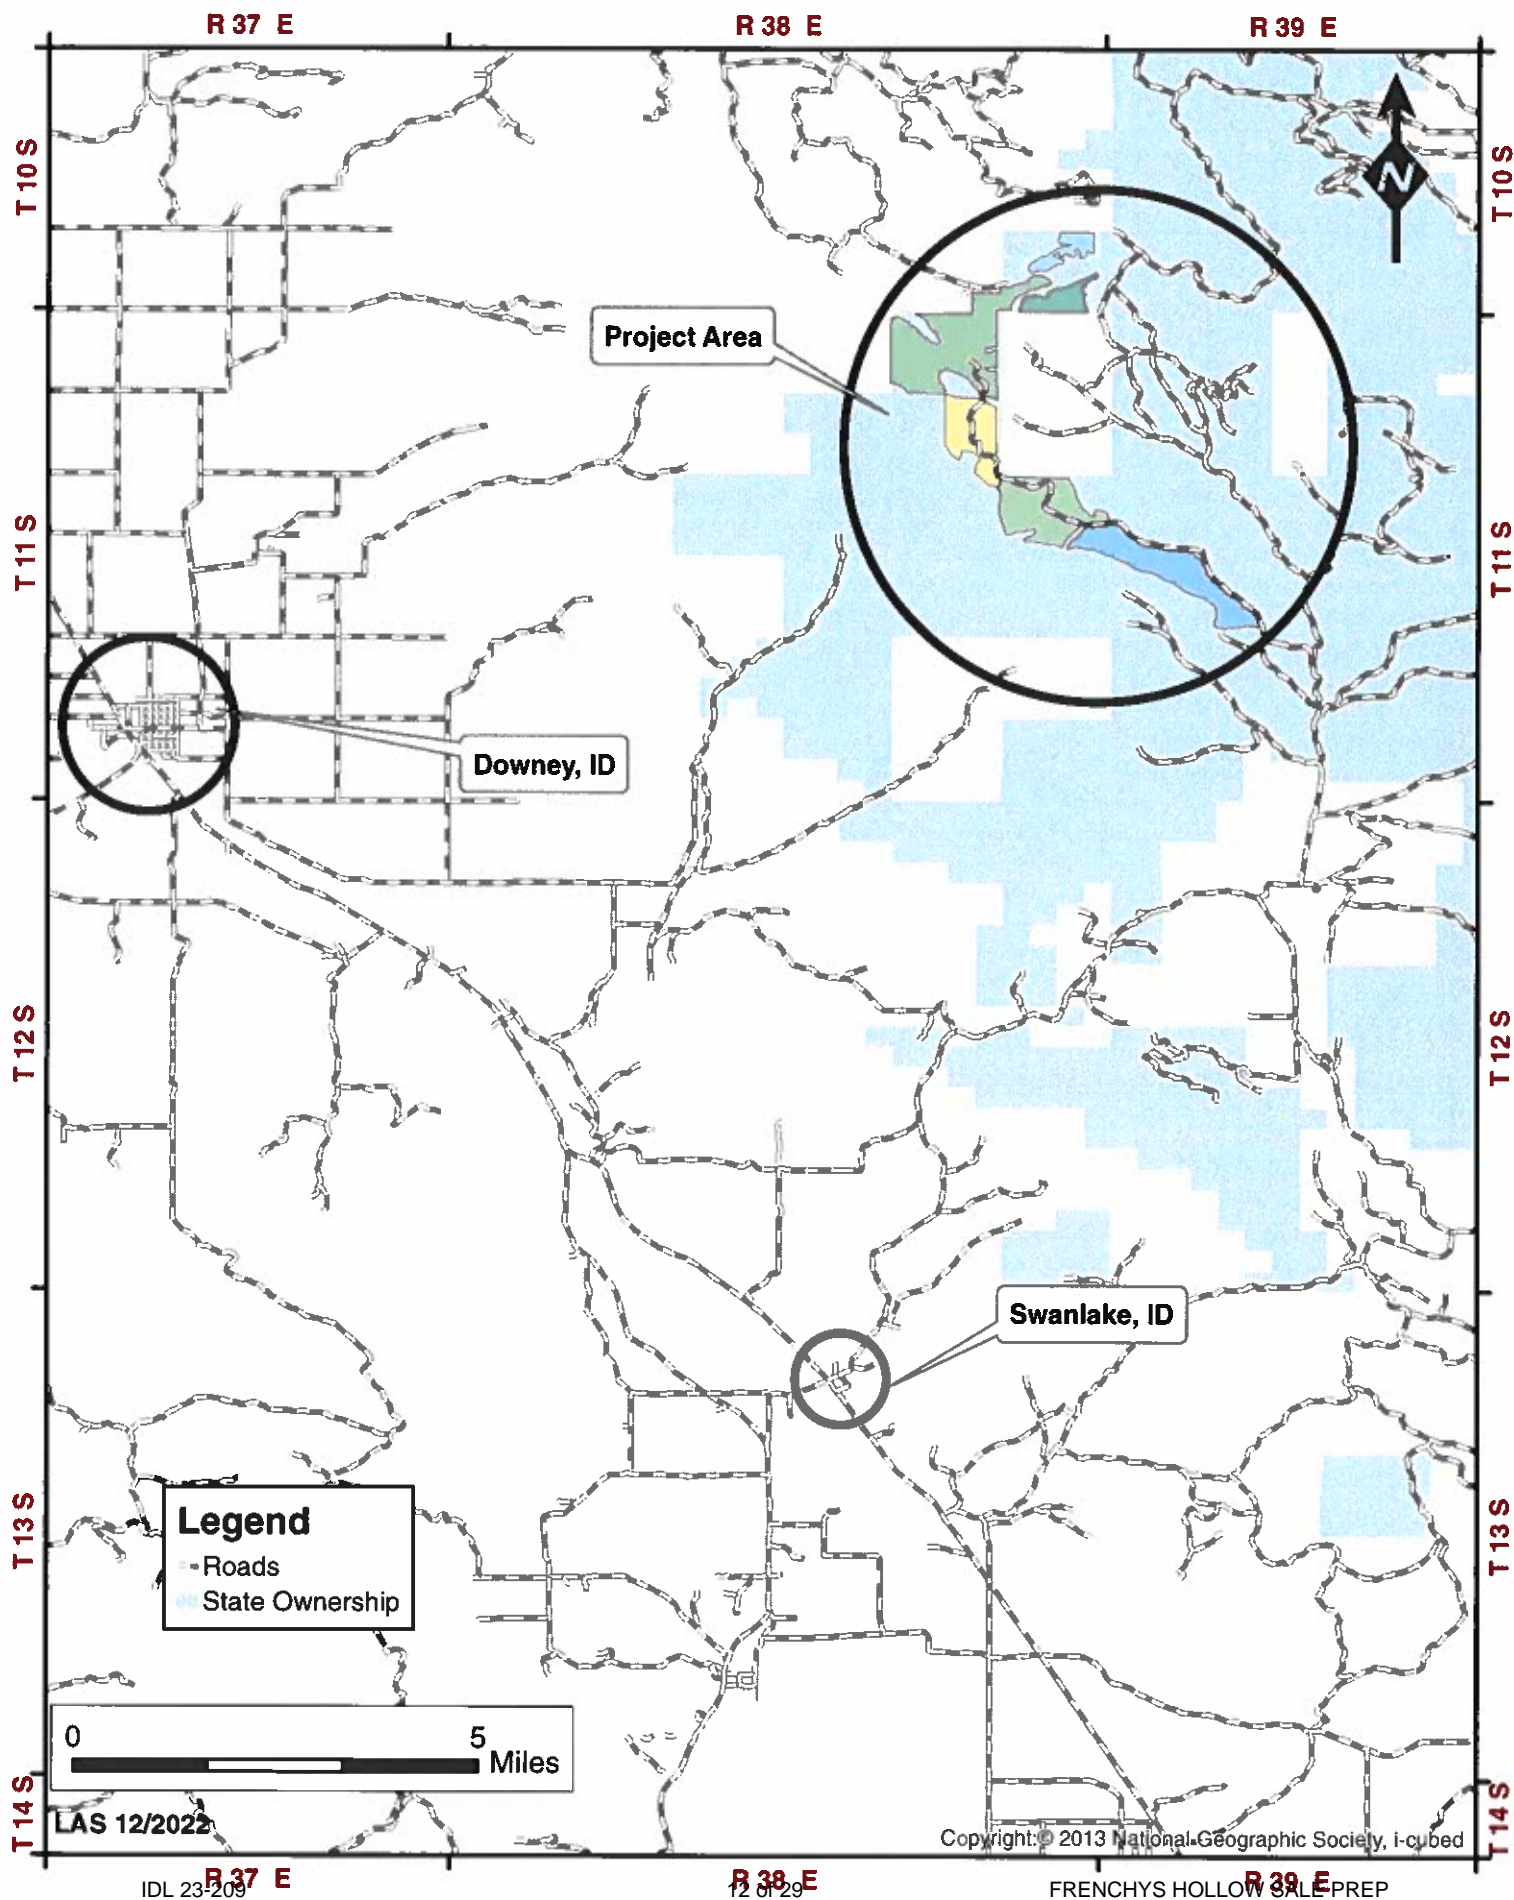 R 37 E R 38 E R 39 E
T 10 S T 10 S
N
Project Area
T 11 S T 11 S
Downey, ID
T 12 S T 12 S
Swanlake, ID
T 13 S T 13 S
Legend
Roads
State Ownership
0 5
Miles
T 14 S T 14 S
LAS 12/2022
Copyright:© 2013 National Geographic Society, i-cubed
R 37 E R 38 E R 39 E
IDL 23-209 12 of 29 FRENCHYS HOLLOW SALE-PREP